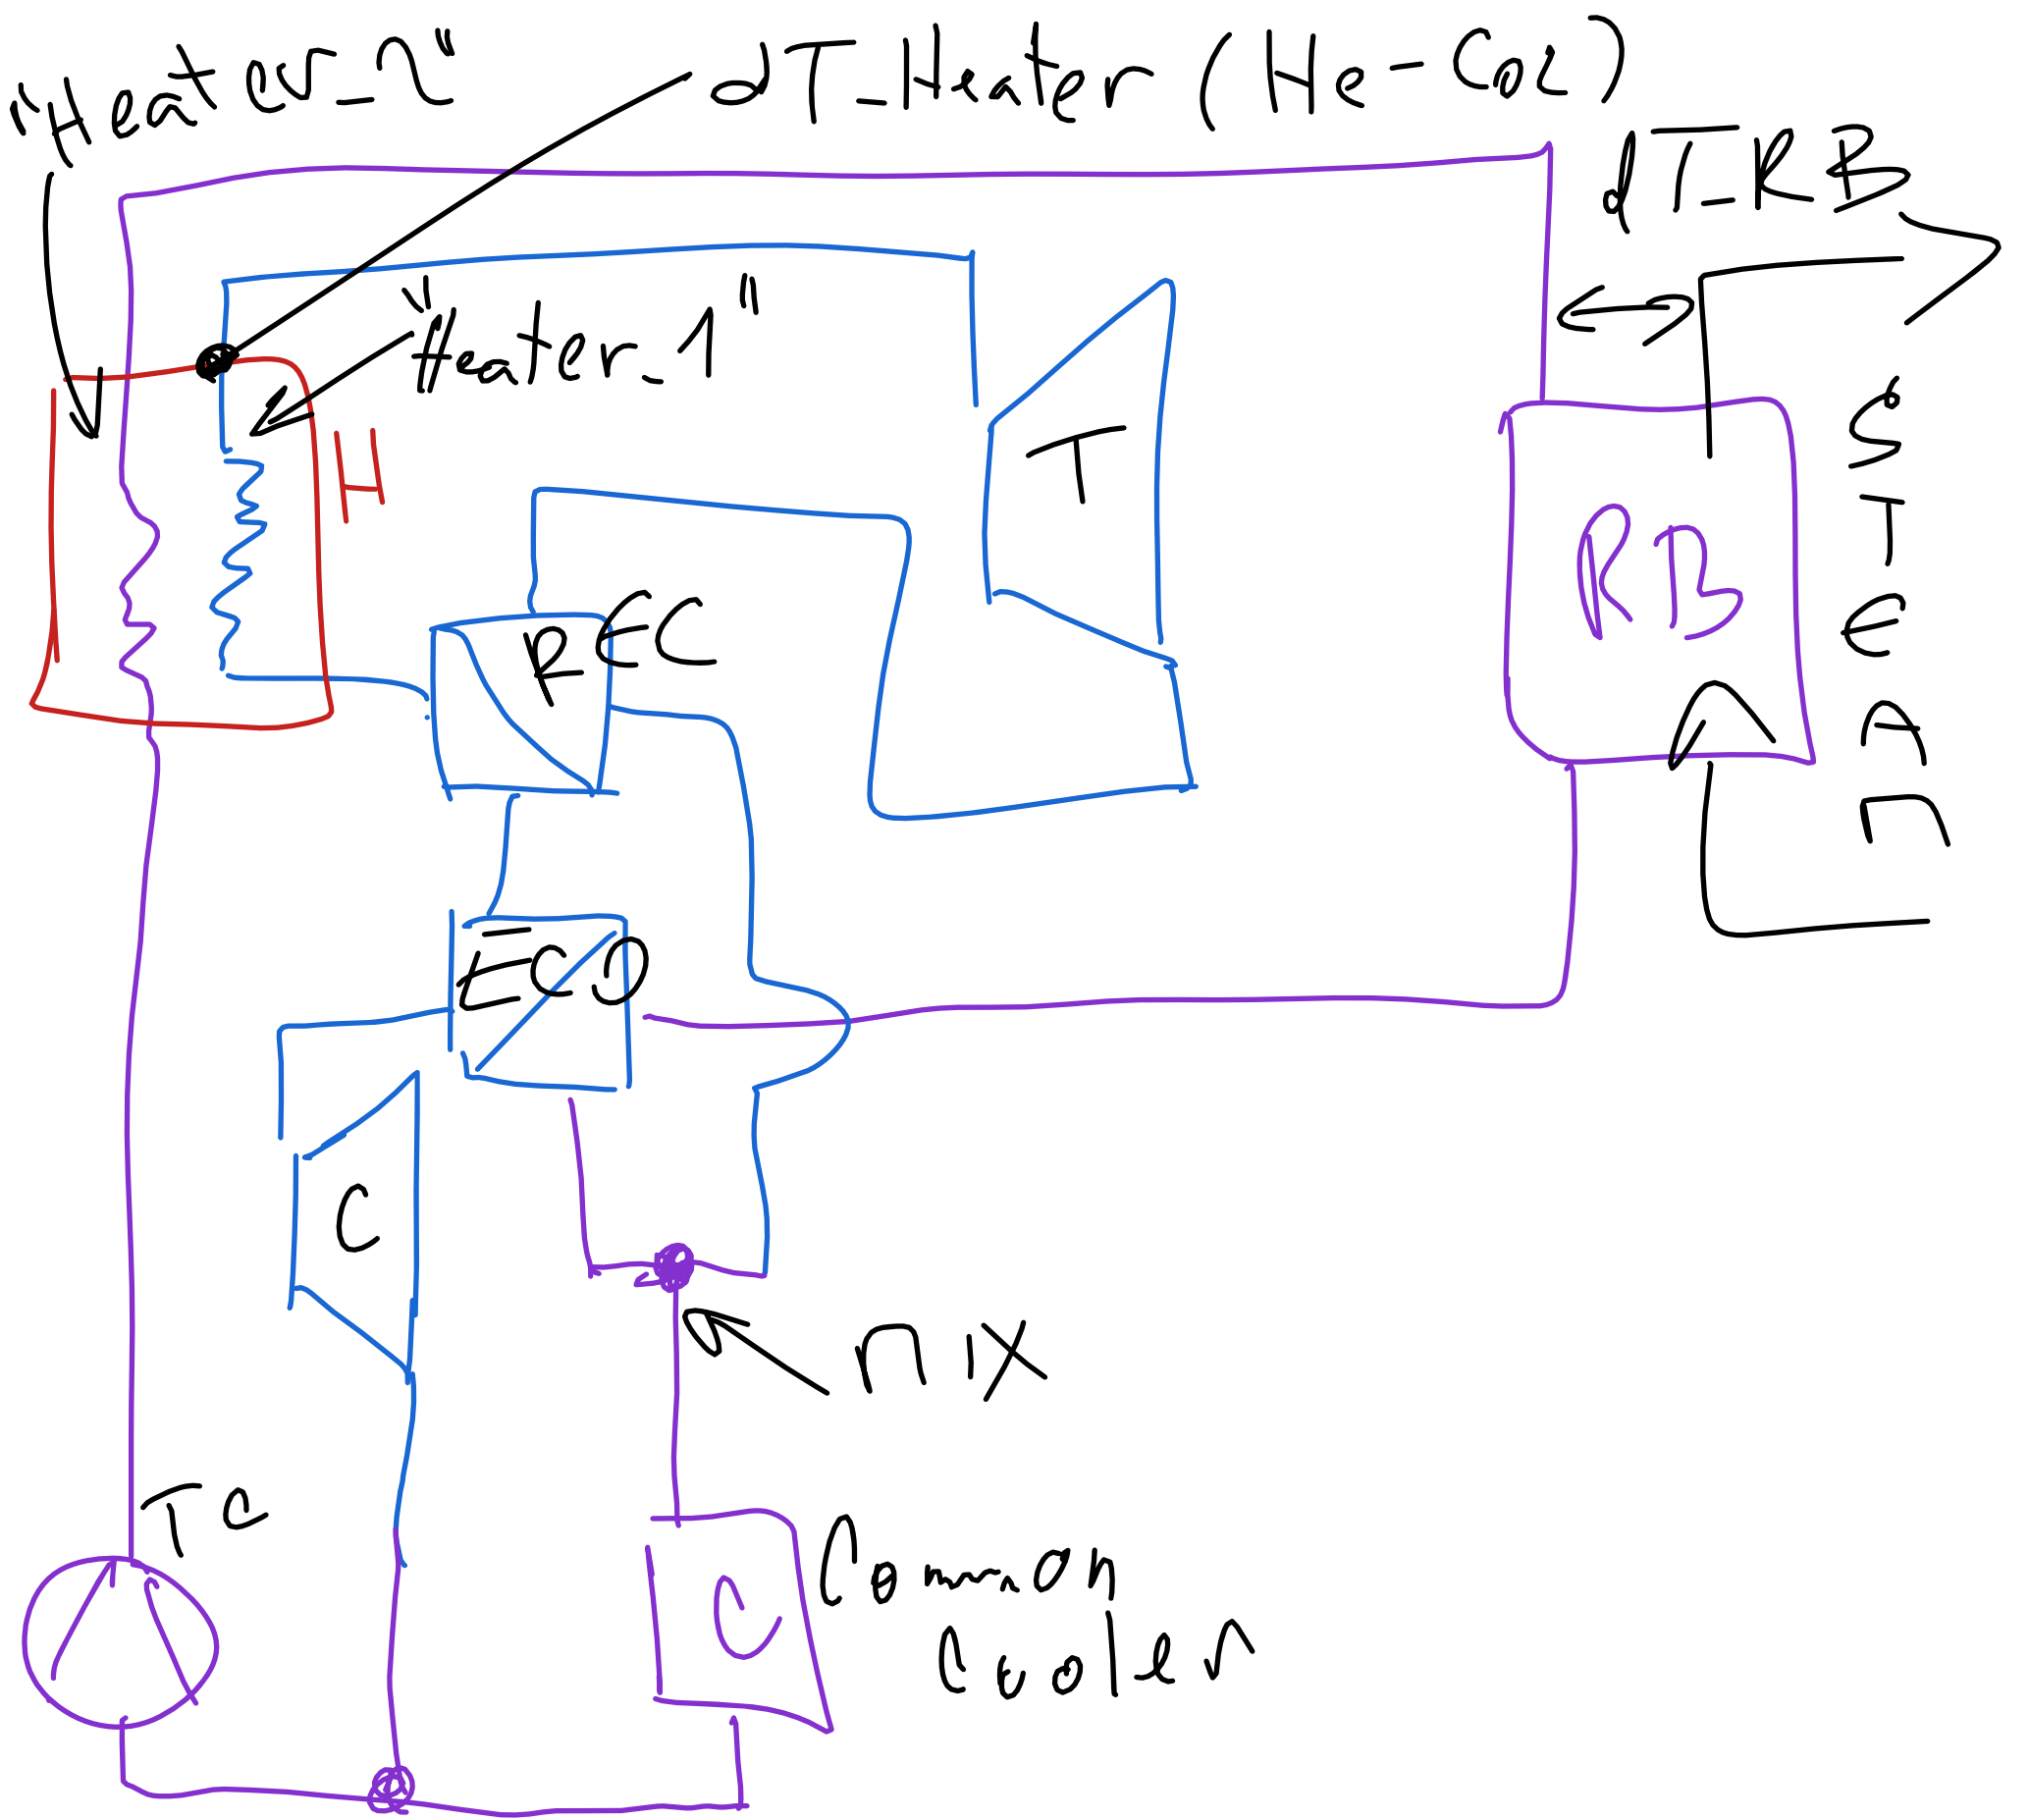 "Heater_2"
dT_Heater (He-Co2)
dT_RB
"Heater_1"
H
T
STEAM
RB
REC
ECO
C
MIX
TC
Common
Cooler
C